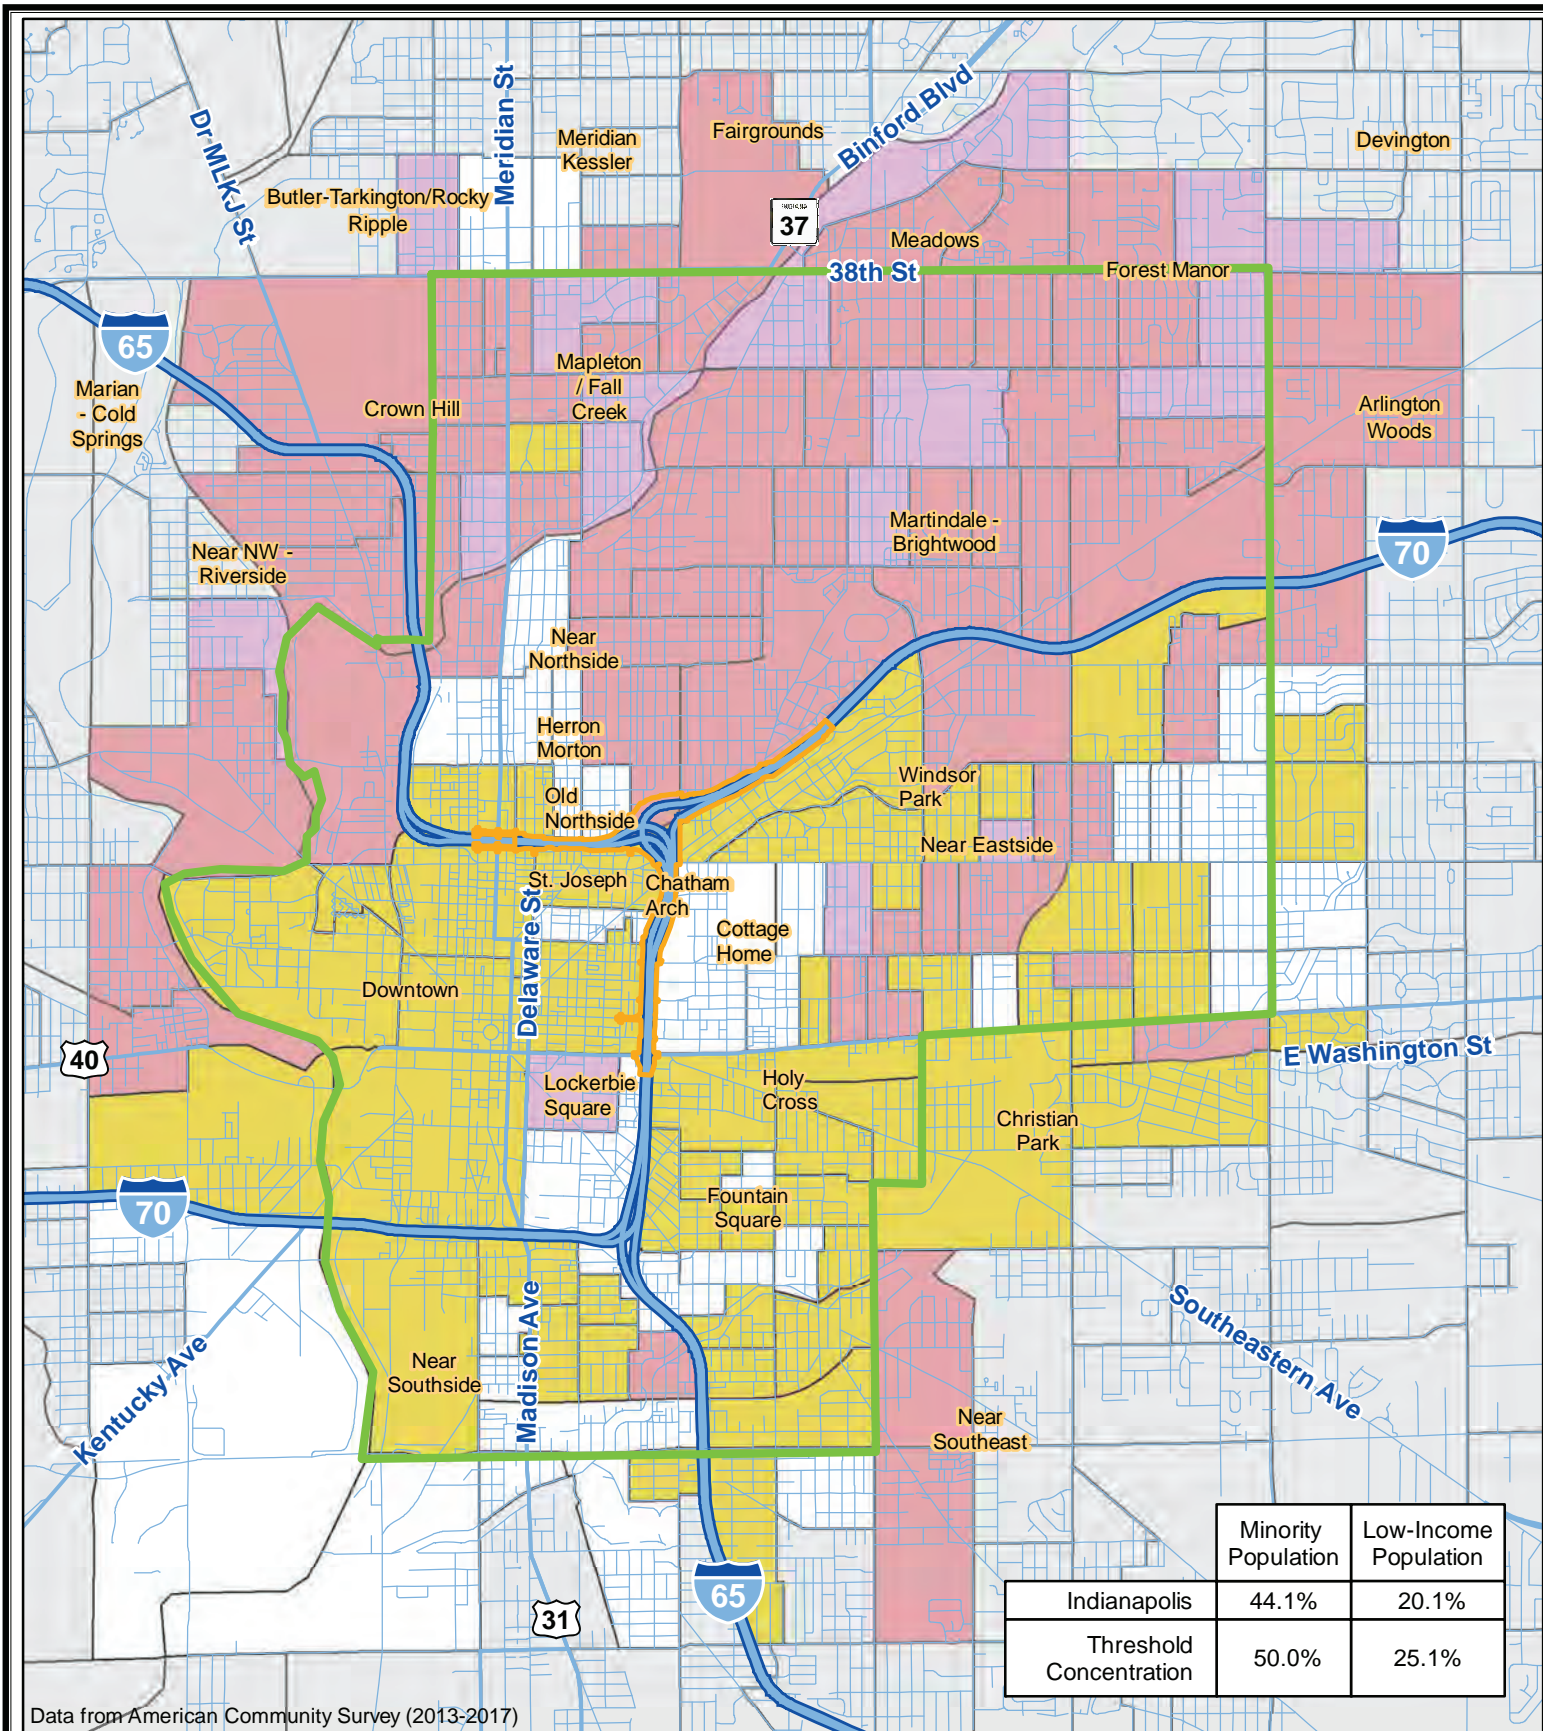 Meridian St
Dr MLKJ St
Binford Blvd
Fairgrounds
Meridian
Kessler
Devington
Butler-Tarkington/Rocky
Ripple
INDIANA
37
Meadows
38th St
Forest Manor
65
Mapleton
/ Fall
Creek
Marian
- Cold
Springs
Crown Hill
Arlington
Woods
Martindale -
Brightwood
70
Near NW -
Riverside
Near
Northside
Herron
Morton
Windsor
Park
Old
Northside
Near Eastside
St. Joseph
Chatham
Arch
Delaware St
Cottage
Home
Downtown
40
E Washington St
Lockerbie
Square
Holy
Cross
Christian
Park
70
Fountain
Square
Kentucky Ave
Madison Ave
Southeastern Ave
Near
Southside
Near
Southeast
65
31
Minority
Population
Low-Income
Population
Indianapolis
44.1%
20.1%
Threshold
Concentration
50.0%
25.1%
Data from American Community Survey (2013-2017)